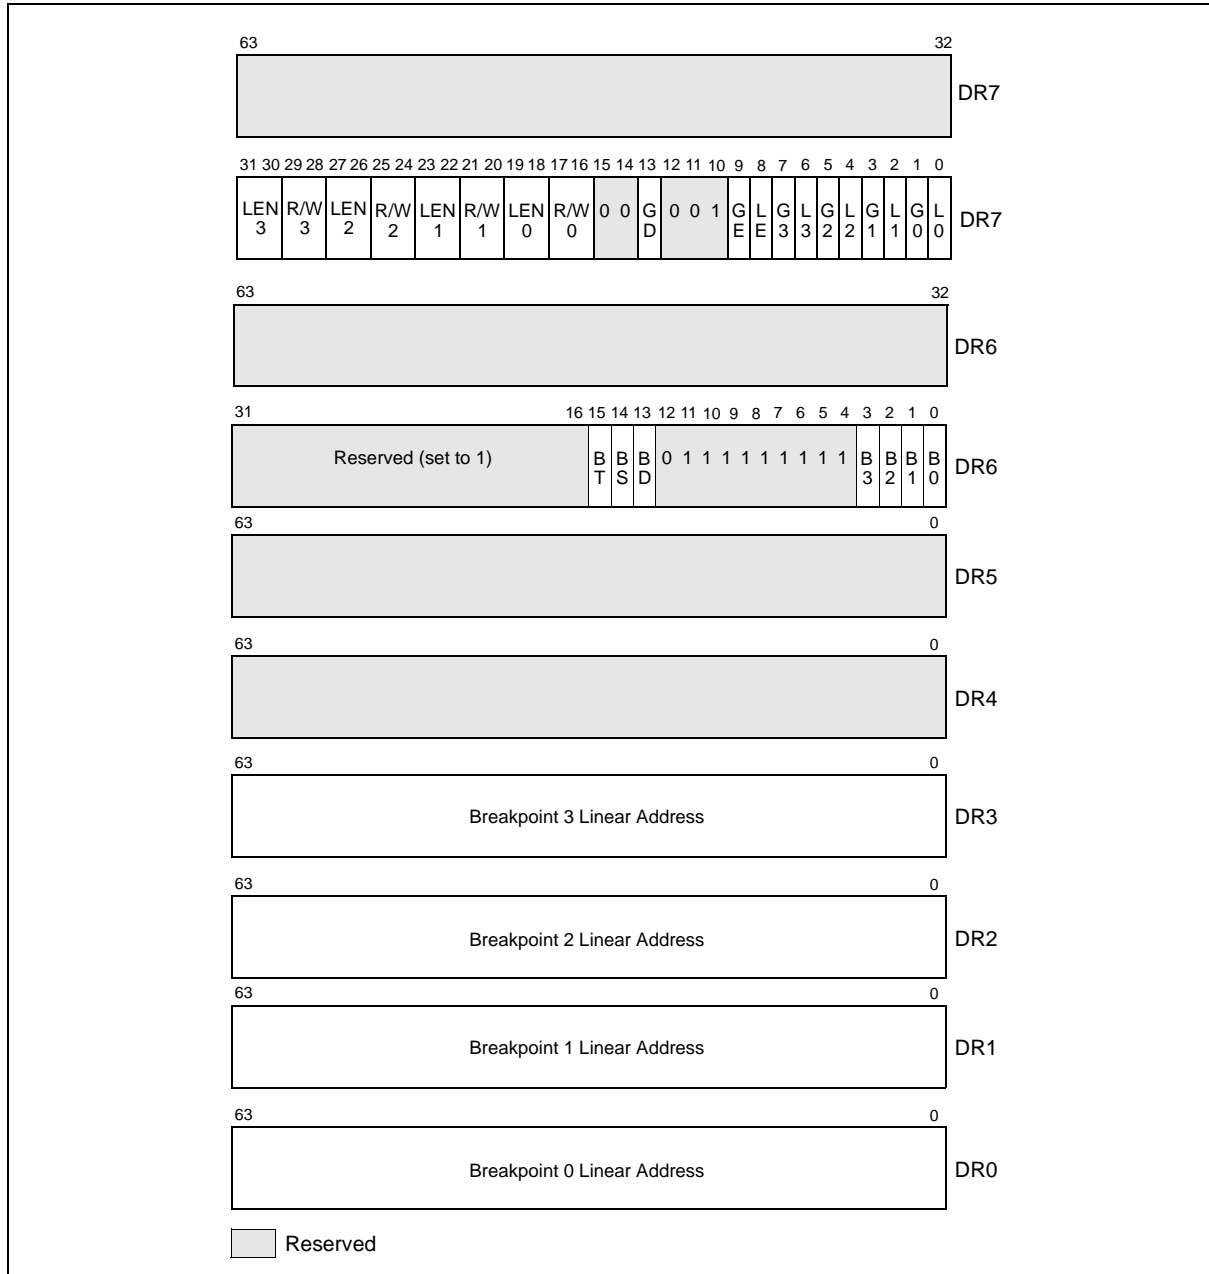 63 32
DR7
31 30 29 28 27 26 25 24 23 22 21 20 19 18 17 16 15 14 13 12 11 10 9 8 7 6 5 4 3 2 1 0
LEN 3 R/W 3 LEN 2 R/W 2 LEN 1 R/W 1 LEN 0 R/W 0 0 0 G D 0 0 1 G E L E G 3 L 3 G 2 L 2 G 1 L 1 G 0 L 0 DR7
63 32
DR6
31 16 15 14 13 12 11 10 9 8 7 6 5 4 3 2 1 0
Reserved (set to 1) B T B S B D 0 1 1 1 1 1 1 1 1 B 3 B 2 B 1 B 0 DR6
63 0
DR5
63 0
DR4
63 0
Breakpoint 3 Linear Address DR3
63 0
Breakpoint 2 Linear Address DR2
63 0
Breakpoint 1 Linear Address DR1
63 0
Breakpoint 0 Linear Address DR0
Reserved